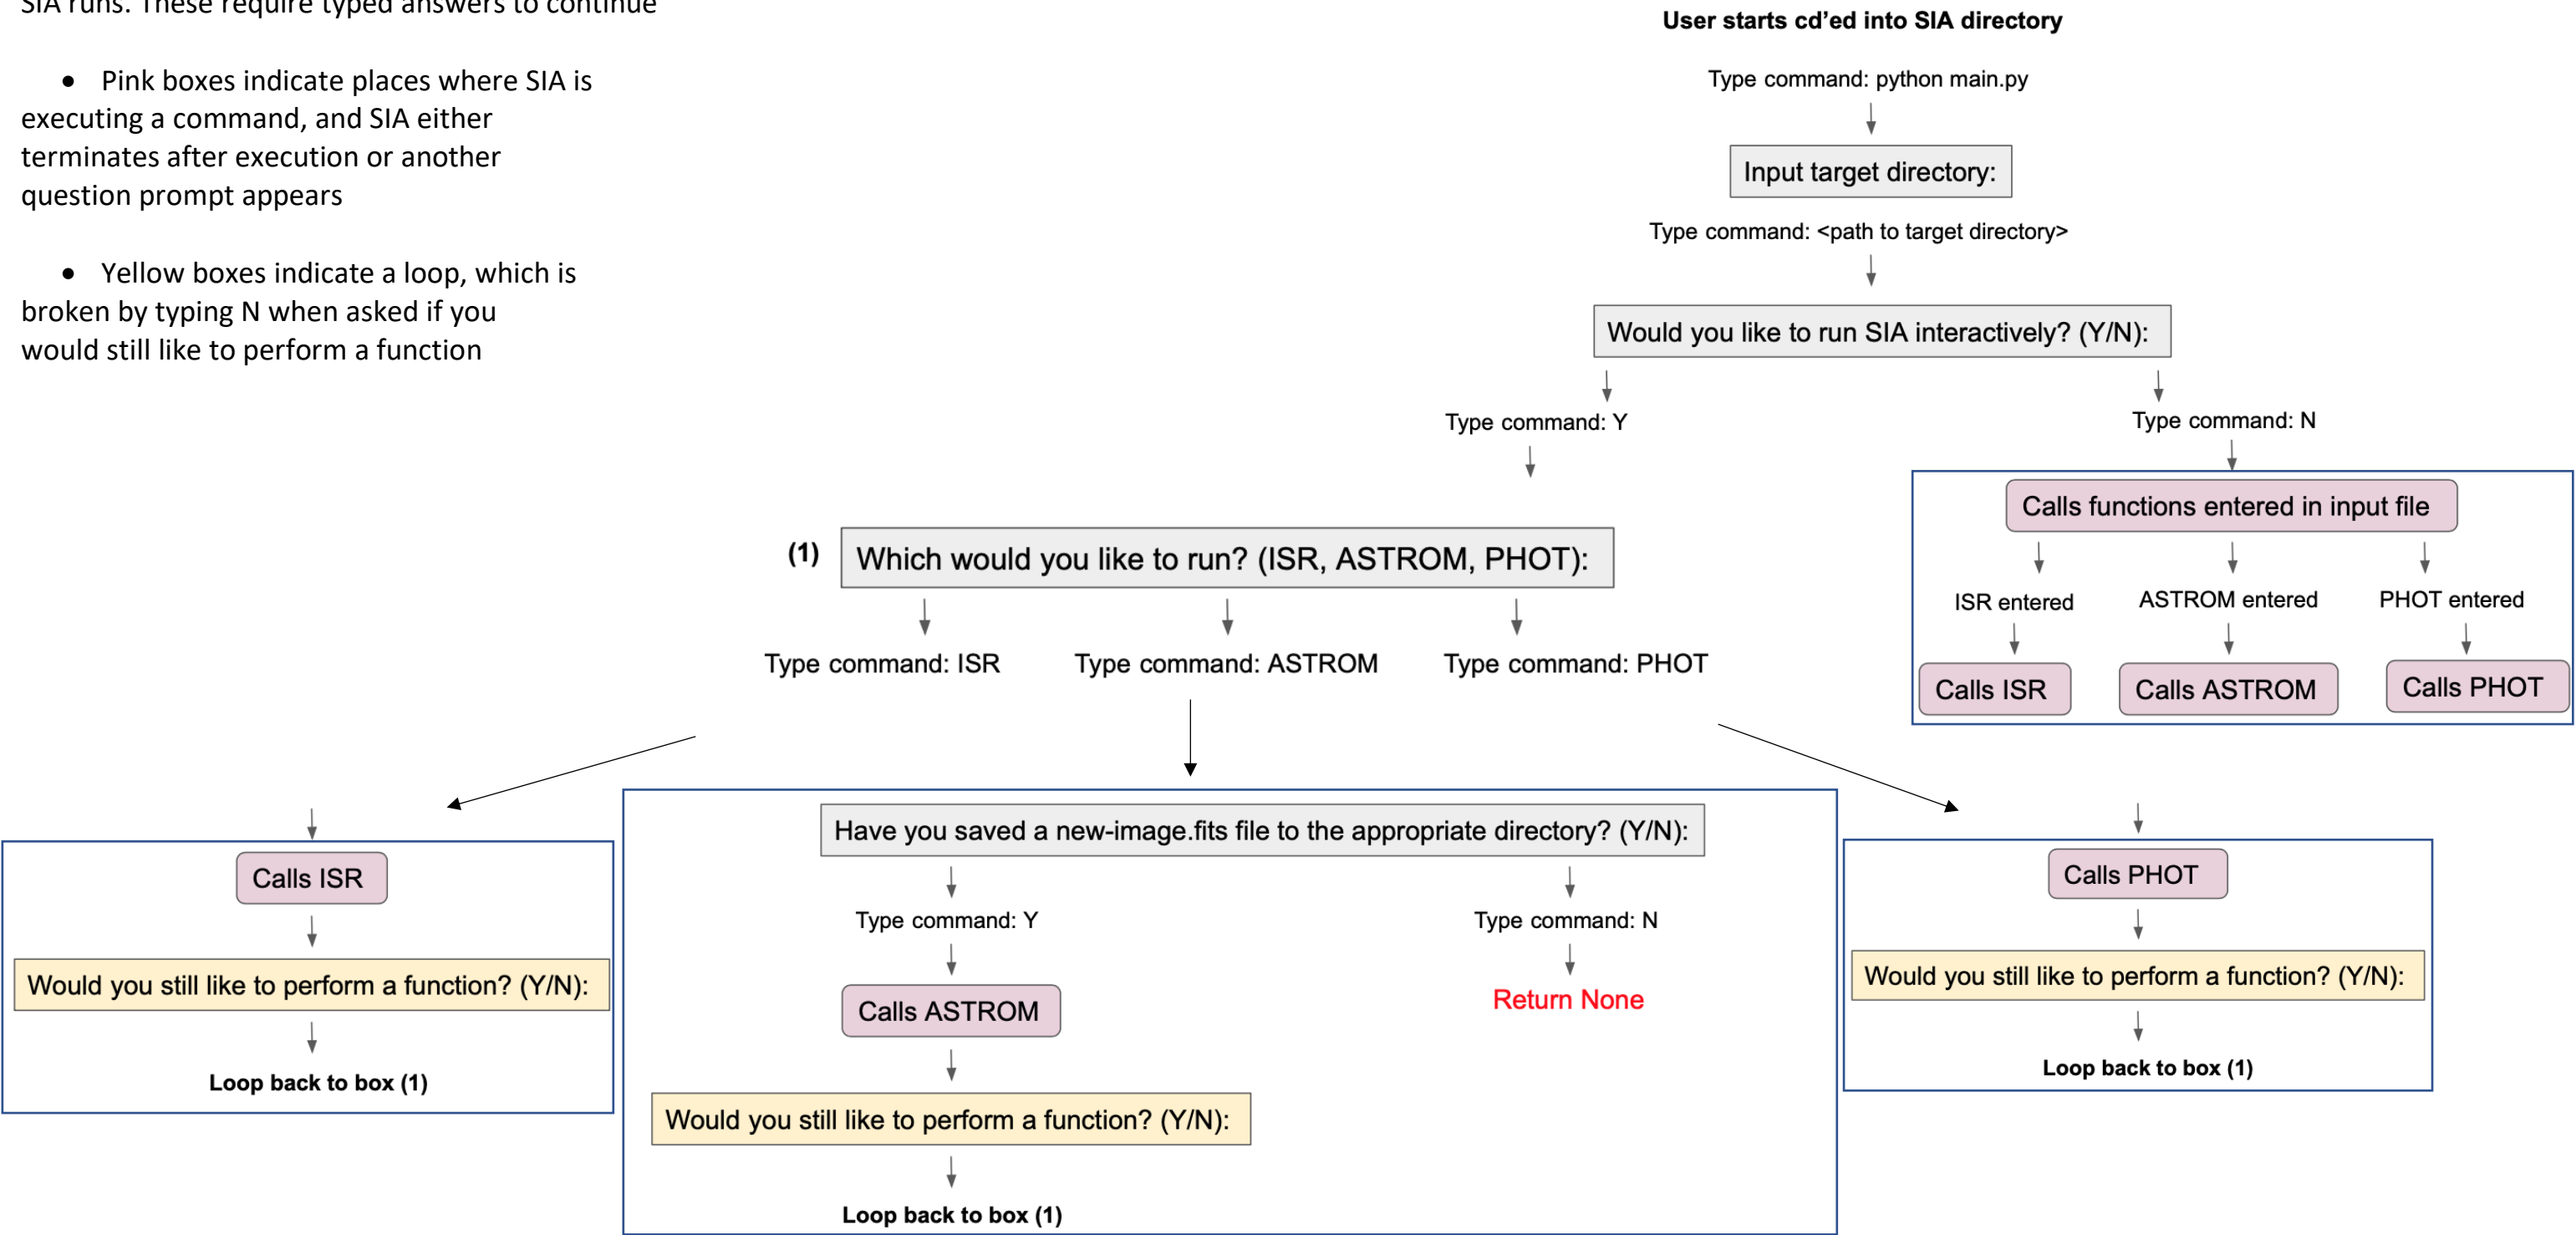 SIA runs. These require typed answers to continue
• Pink boxes indicate places where SIA is
executing a command, and SIA either
terminates after execution or another
question prompt appears
• Yellow boxes indicate a loop, which is
broken by typing N when asked if you
would still like to perform a function
User starts cd’ed into SIA directory
Type command: python main.py
Input target directory:
Type command: <path to target directory>
Would you like to run SIA interactively? (Y/N):
Type command: Y
Type command: N
Calls functions entered in input file
ISR entered
ASTROM entered
PHOT entered
Calls ISR
Calls ASTROM
Calls PHOT
(1)
Which would you like to run? (ISR, ASTROM, PHOT):
Type command: ISR
Type command: ASTROM
Type command: PHOT
Calls ISR
Would you still like to perform a function? (Y/N):
Loop back to box (1)
Have you saved a new-image.fits file to the appropriate directory? (Y/N):
Type command: Y
Type command: N
Calls ASTROM
Return None
Would you still like to perform a function? (Y/N):
Loop back to box (1)
Calls PHOT
Would you still like to perform a function? (Y/N):
Loop back to box (1)